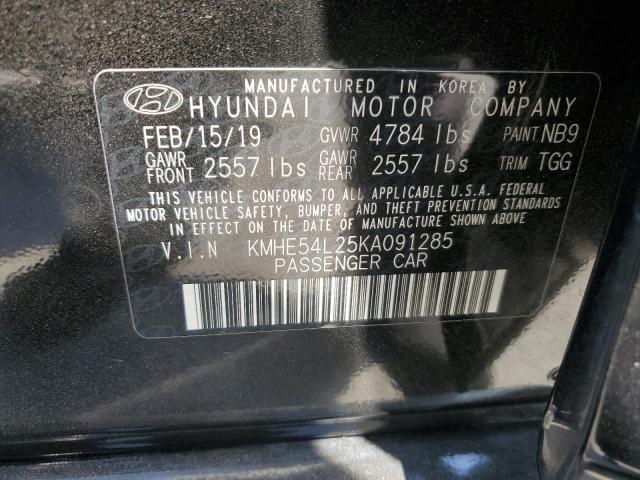 MANUFACTURED IN KOREA BY
HYUNDAI MOTOR COMPANY
FEB/15/19 GVWR 4784 lbs PAINT NB9
GAWR FRONT 2557 lbs GAWR REAR 2557 lbs TRIM TGG
THIS VEHICLE CONFORMS TO ALL APPLICABLE U.S.A. FEDERAL
MOTOR VEHICLE SAFETY, BUMPER, AND THEFT PREVENTION STANDARDS
IN EFFECT ON THE DATE OF MANUFACTURE SHOWN ABOVE
V.I.N KMHE54L25KA091285
PASSENGER CAR